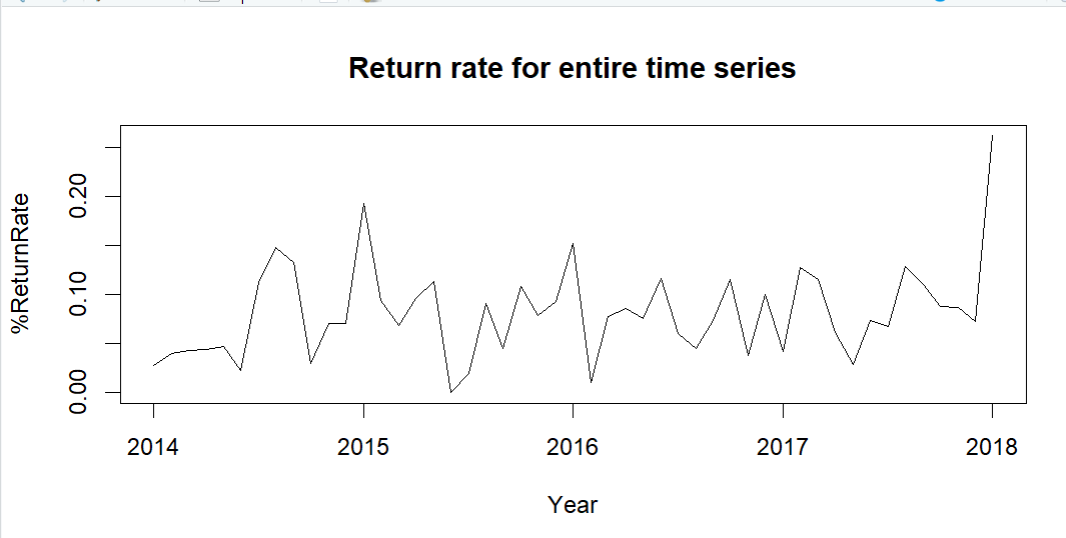 Return rate for entire time series
%ReturnRate
0.20
0.10
0.00
2014 2015 2016 2017 2018
Year